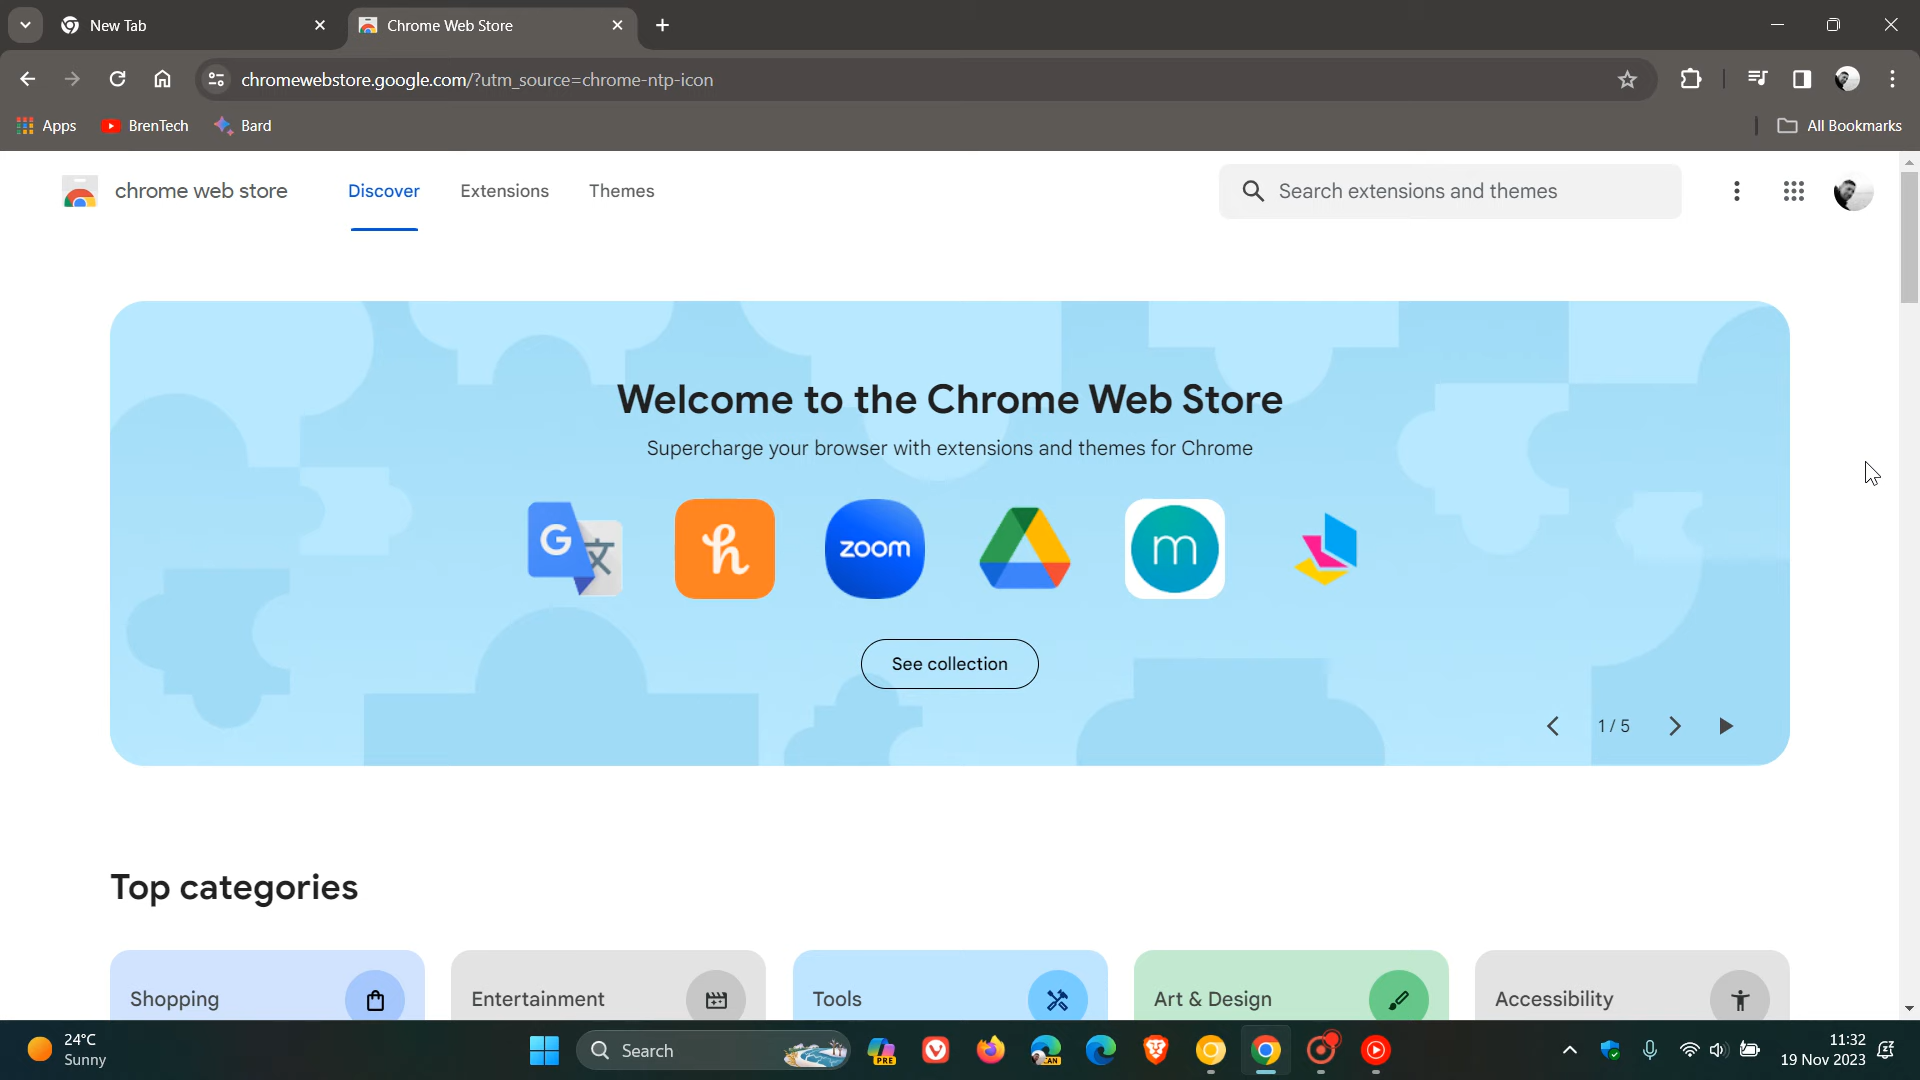 New Tab
Chrome Web Store
chromewebstore.google.com/?utm_source=chrome-ntp-icon
Apps
BrenTech
Bard
All Bookmarks
chrome web store
Discover
Extensions
Themes
Search extensions and themes
Welcome to the Chrome Web Store
Supercharge your browser with extensions and themes for Chrome
G 文
h
zoom
m
See collection
1 / 5
Top categories
Shopping
Entertainment
Tools
Art & Design
Accessibility
24°C
Sunny
Search
PRE
CAN
11:32
19 Nov 2023